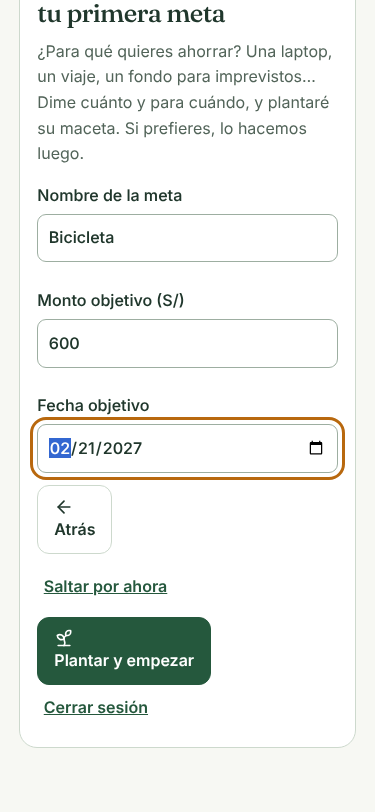 tu primera meta
¿Para qué quieres ahorrar? Una laptop,
un viaje, un fondo para imprevistos...
Dime cuánto y para cuándo, y plantaré
su maceta. Si prefieres, lo hacemos
luego.
Nombre de la meta
Bicicleta
Monto objetivo (S/)
600
Fecha objetivo
02/21/2027
Atrás
Saltar por ahora
Plantar y empezar
Cerrar sesión